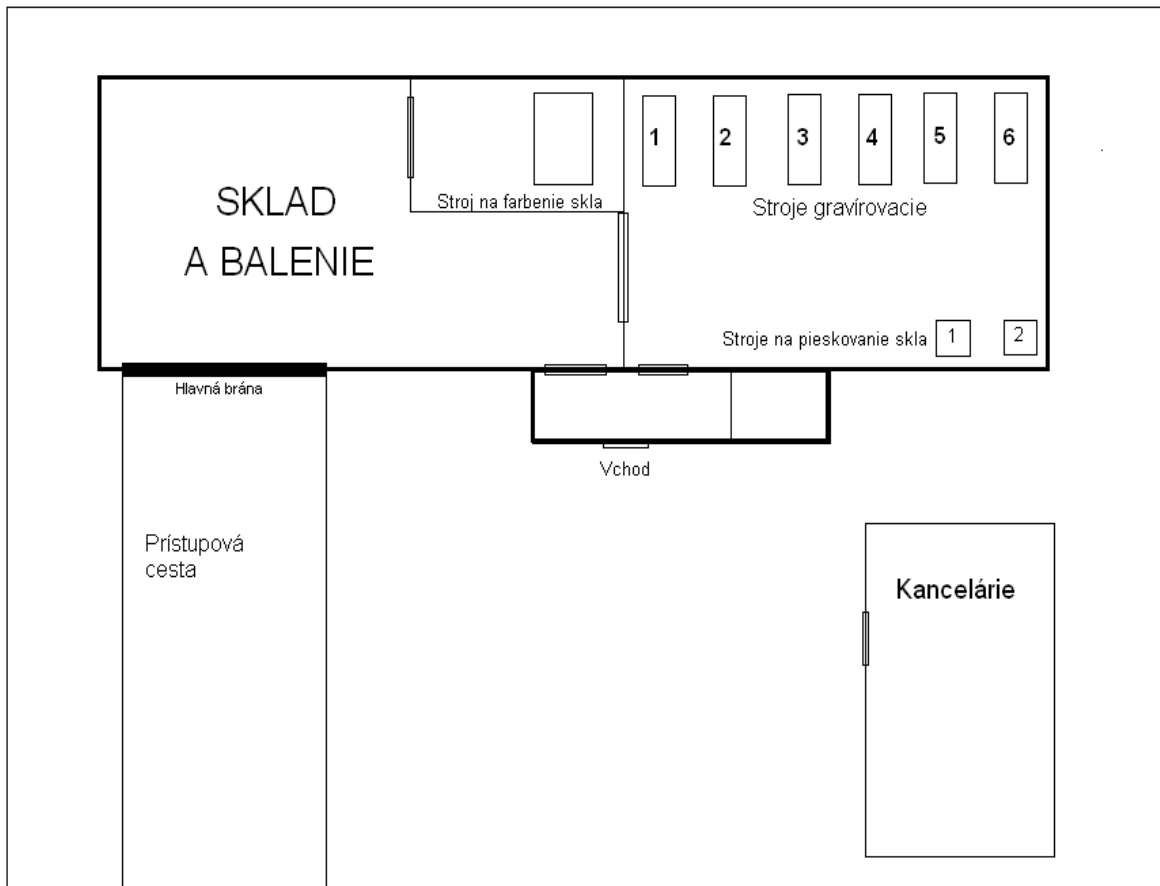 1 2 3 4 5 6
SKLAD
A BALENIE
Stroj na farbenie skla
Stroje gravírovacie
Stroje na pieskovanie skla
1 2
Hlavná brána
Vchod
Prístupová
cesta
Kancelárie